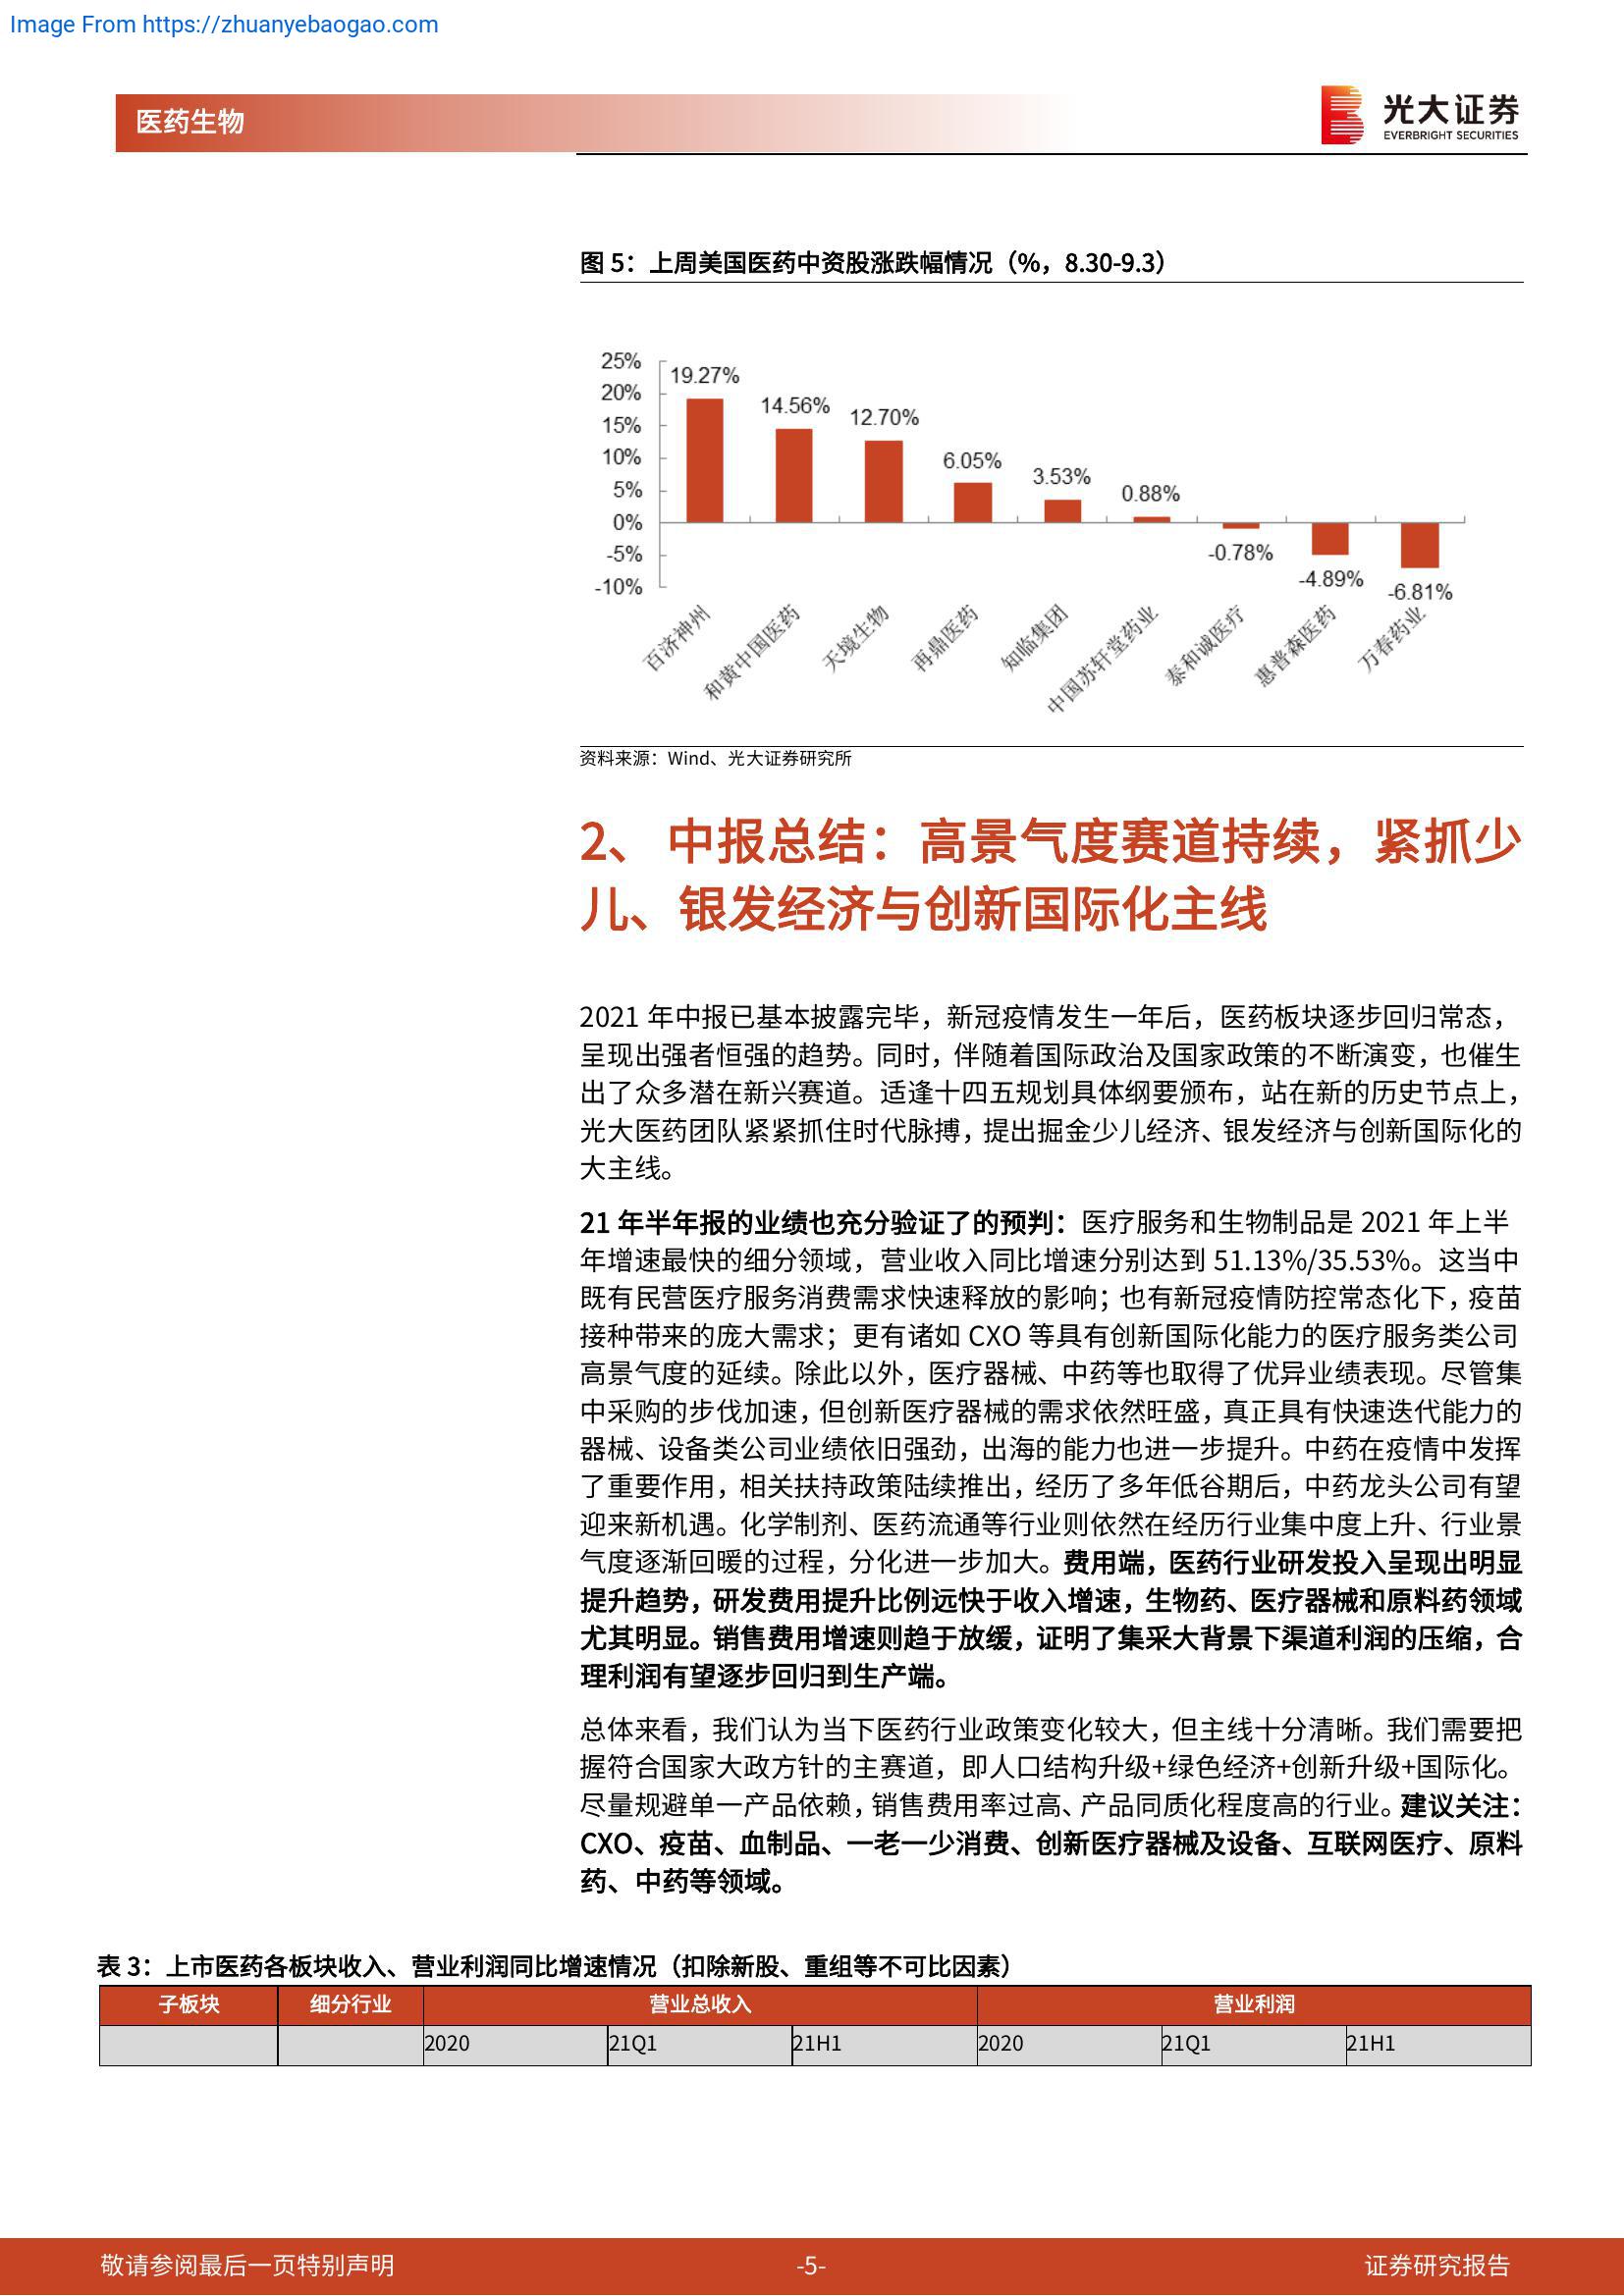 Image From https://zhuanyebaogao.com
医药生物
光大证券
EVERBRIGHT SECURITIES
图 5：上周美国医药中资股涨跌幅情况（%，8.30-9.3）
25%
20%
15%
10%
5%
0%
-5%
-10%
19.27%
14.56%
12.70%
6.05%
3.53%
0.88%
-0.78%
-4.89%
-6.81%
百济神州
和黄中国医药
天境生物
再鼎医药
知临集团
中国苏轩堂药业
泰和诚医疗
惠普森医药
万春药业
资料来源：Wind、光大证券研究所
2、 中报总结：高景气度赛道持续，紧抓少
儿、银发经济与创新国际化主线
2021 年中报已基本披露完毕，新冠疫情发生一年后，医药板块逐步回归常态，
呈现出强者恒强的趋势。同时，伴随着国际政治及国家政策的不断演变，也催生
出了众多潜在新兴赛道。适逢十四五规划具体纲要颁布，站在新的历史节点上，
光大医药团队紧紧抓住时代脉搏，提出掘金少儿经济、银发经济与创新国际化的
大主线。
21 年半年报的业绩也充分验证了的预判：医疗服务和生物制品是 2021 年上半
年增速最快的细分领域，营业收入同比增速分别达到 51.13%/35.53%。这当中
既有民营医疗服务消费需求快速释放的影响；也有新冠疫情防控常态化下，疫苗
接种带来的庞大需求；更有诸如 CXO 等具有创新国际化能力的医疗服务类公司
高景气度的延续。除此以外，医疗器械、中药等也取得了优异业绩表现。尽管集
中采购的步伐加速，但创新医疗器械的需求依然旺盛，真正具有快速迭代能力的
器械、设备类公司业绩依旧强劲，出海的能力也进一步提升。中药在疫情中发挥
了重要作用，相关扶持政策陆续推出，经历了多年低谷期后，中药龙头公司有望
迎来新机遇。化学制剂、医药流通等行业则依然在经历行业集中度上升、行业景
气度逐渐回暖的过程，分化进一步加大。费用端，医药行业研发投入呈现出明显
提升趋势，研发费用提升比例远快于收入增速，生物药、医疗器械和原料药领域
尤其明显。销售费用增速则趋于放缓，证明了集采大背景下渠道利润的压缩，合
理利润有望逐步回归到生产端。
总体来看，我们认为当下医药行业政策变化较大，但主线十分清晰。我们需要把
握符合国家大政方针的主赛道，即人口结构升级+绿色经济+创新升级+国际化。
尽量规避单一产品依赖，销售费用率过高、产品同质化程度高的行业。建议关注：
CXO、疫苗、血制品、一老一少消费、创新医疗器械及设备、互联网医疗、原料
药、中药等领域。
表 3：上市医药各板块收入、营业利润同比增速情况（扣除新股、重组等不可比因素）
子板块 细分行业 营业总收入 营业利润
2020 21Q1 21H1 2020 21Q1 21H1
敬请参阅最后一页特别声明 -5- 证券研究报告